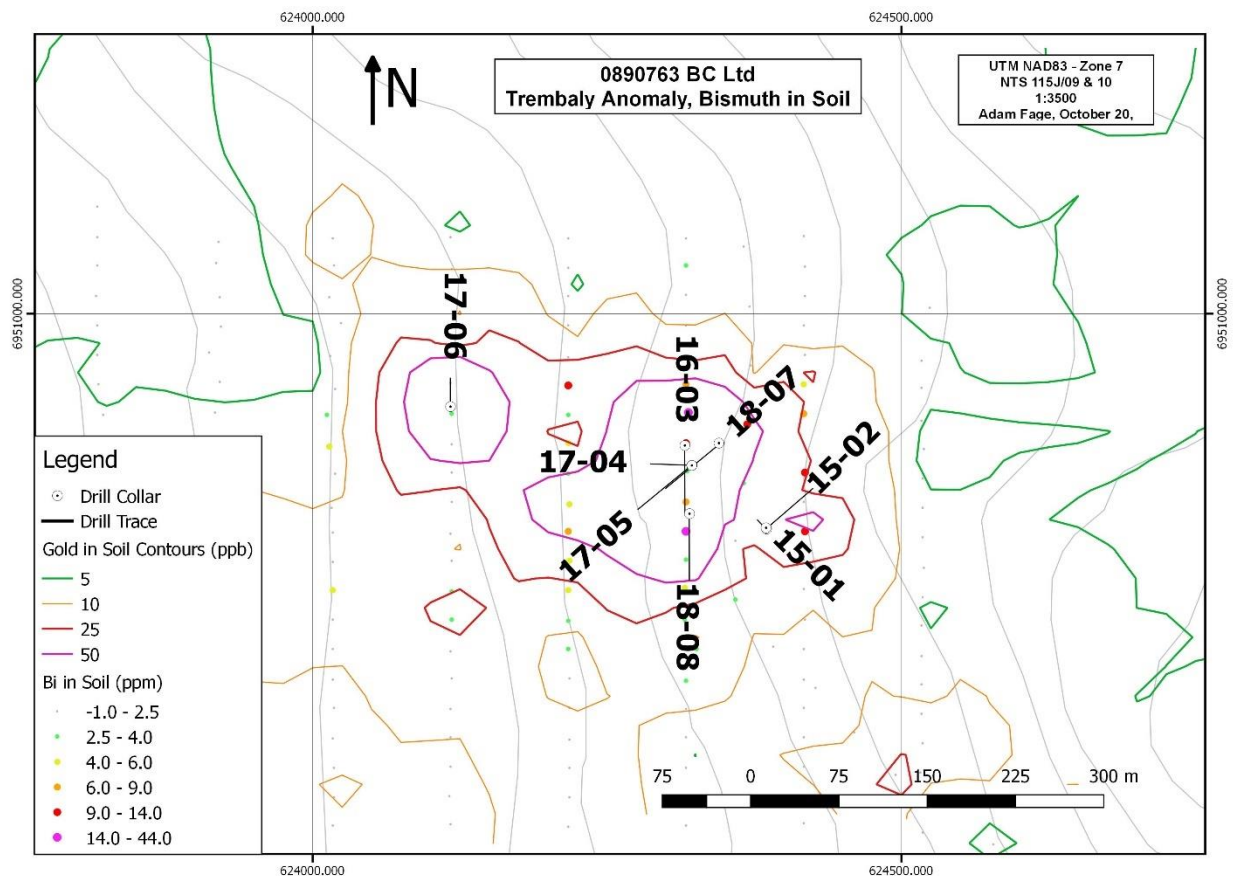 624000.000
624500.000
N
0890763 BC Ltd
Trembaly Anomaly, Bismuth in Soil
UTM NAD83 - Zone 7
NTS 115J/09 & 10
1:3500
Adam Fage, October 20,
6951000.000
6951000.000
17-06
16-03
18-07
17-04
15-02
17-05
15-01
18-08
Legend
Drill Collar
Drill Trace
Gold in Soil Contours (ppb)
5
10
25
50
Bi in Soil (ppm)
-1.0 - 2.5
2.5 - 4.0
4.0 - 6.0
6.0 - 9.0
9.0 - 14.0
14.0 - 44.0
75 0 75 150 225 300 m
624000.000
624500.000